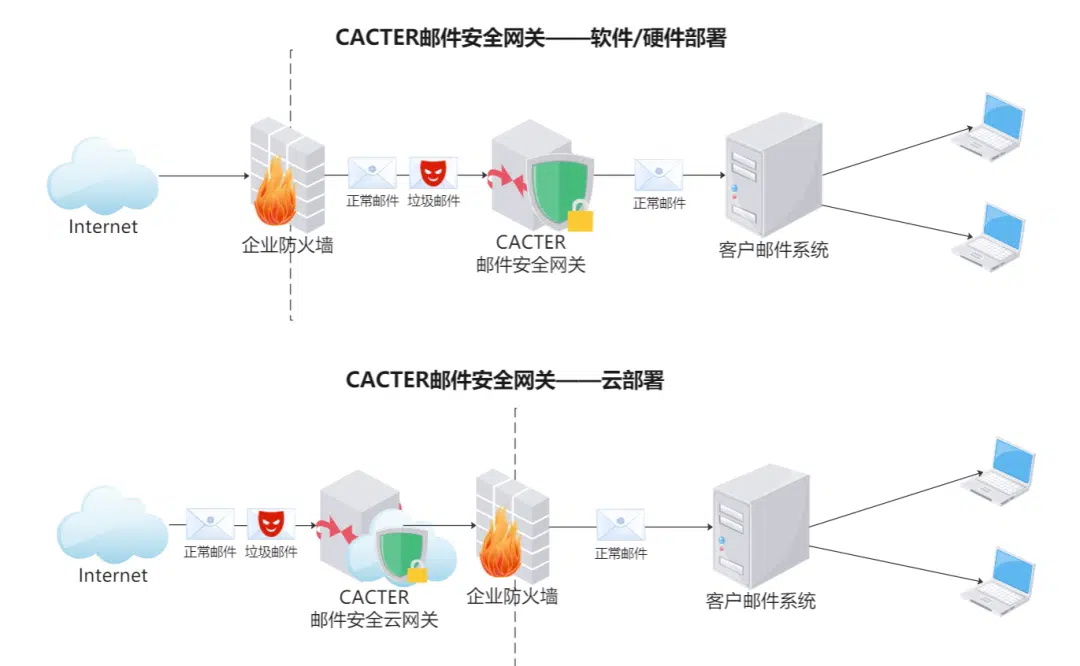 CACTER邮件安全网关——软件/硬件部署
正常邮件
垃圾邮件
正常邮件
Internet
企业防火墙
CACTER
邮件安全网关
客户邮件系统
CACTER邮件安全网关——云部署
正常邮件
垃圾邮件
正常邮件
Internet
CACTER
邮件安全云网关
企业防火墙
客户邮件系统